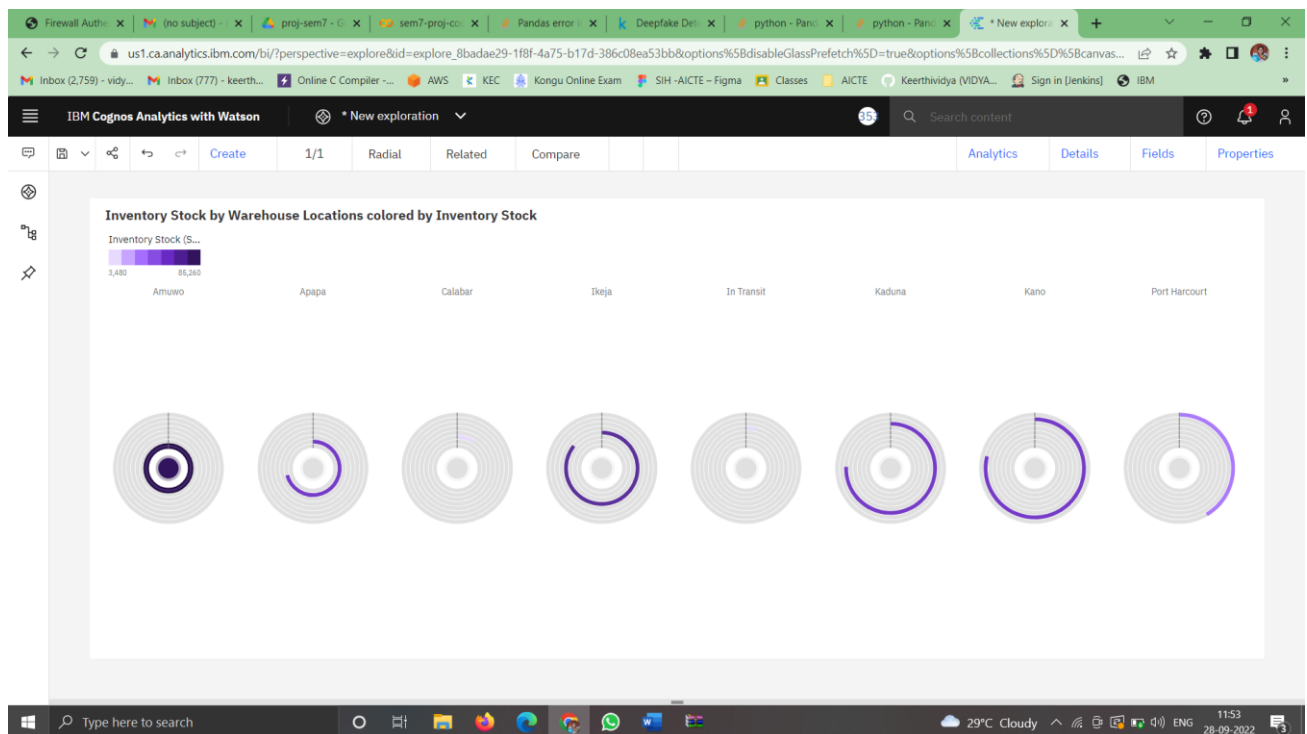 Firewall Authe
(no subject) -
proj-sem7 - G
sem7-proj-co
Pandas error i
Deepfake Dete
python - Pand
python - Pand
* New explora
us1.ca.analytics.ibm.com/bi/?perspective=explore&id=explore_8badae29-1f8f-4a75-b17d-386c08ea53bb&options%5BdisableGlassPrefetch%5D=true&options%5Bcollections%5D%5Bcanvas...
Inbox (2,759) - vidy...
Inbox (777) - keerth...
Online C Compiler -...
AWS
KEC
Kongu Online Exam
SIH -AICTE – Figma
Classes
AICTE
Keerthividya (VIDYA...
Sign in [Jenkins]
IBM
»
IBM Cognos Analytics with Watson
* New exploration
Search content
1
Create
1/1
Radial
Related
Compare
Analytics
Details
Fields
Properties
Inventory Stock by Warehouse Locations colored by Inventory Stock
Inventory Stock (S...
3,480
85,260
Amuwo
Apapa
Calabar
Ikeja
In Transit
Kaduna
Kano
Port Harcourt
Type here to search
29°C Cloudy
ENG
11:53
28-09-2022
3